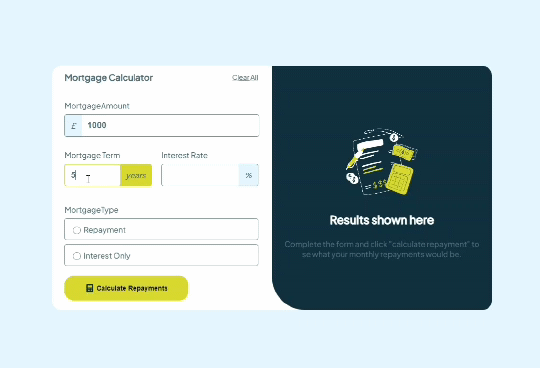 Mortgage Calculator
Clear All
MortgageAmount
£ 1000
Mortgage Term
Interest Rate
5 years
%
MortgageType
Repayment
Interest Only
Calculate Repayments
$$$
Results shown here
Complete the form and click "calculate repayment" to
se what your monthly repayments would be.